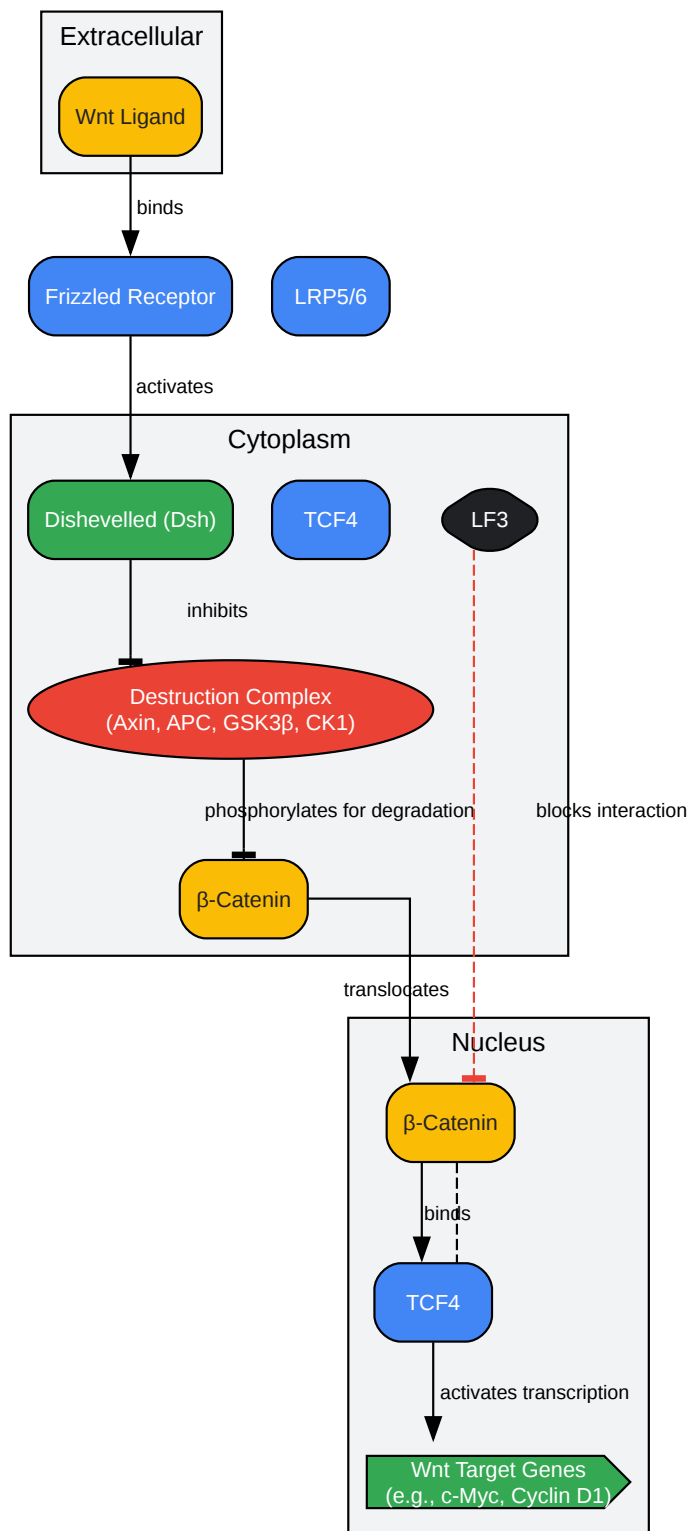 Extracellular
Wnt Ligand
binds
Frizzled Receptor
LRP5/6
activates
Cytoplasm
Dishevelled (Dsh)
TCF4
LF3
inhibits
Destruction Complex
(Axin, APC, GSK3β, CK1)
phosphorylates for degradation
blocks interaction
β-Catenin
translocates
Nucleus
β-Catenin
binds
TCF4
activates transcription
Wnt Target Genes
(e.g., c-Myc, Cyclin D1)